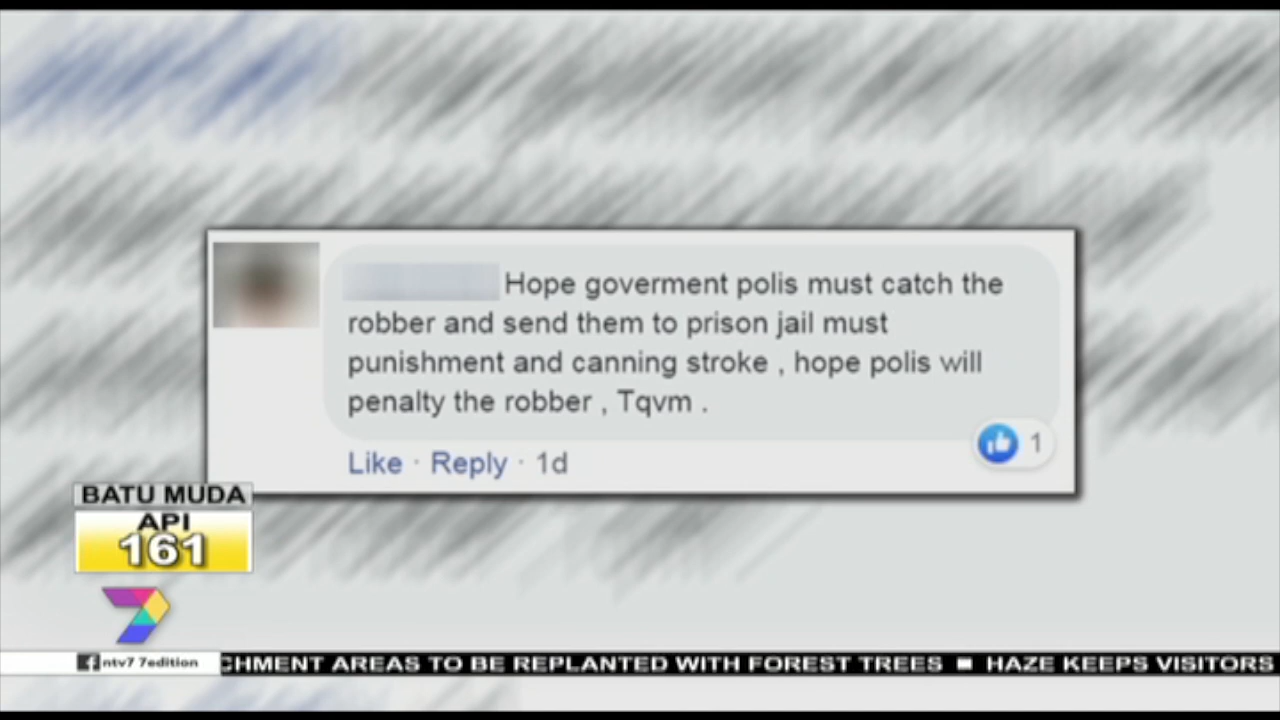 Hope goverment polis must catch the
robber and send them to prison jail must
punishment and canning stroke , hope polis will
penalty the robber , Tqvm .
1
Like · Reply · 1d
BATU MUDA
API
161
7
ntv7 7edition
CHMENT AREAS TO BE REPLANTED WITH FOREST TREES ■ HAZE KEEPS VISITORS